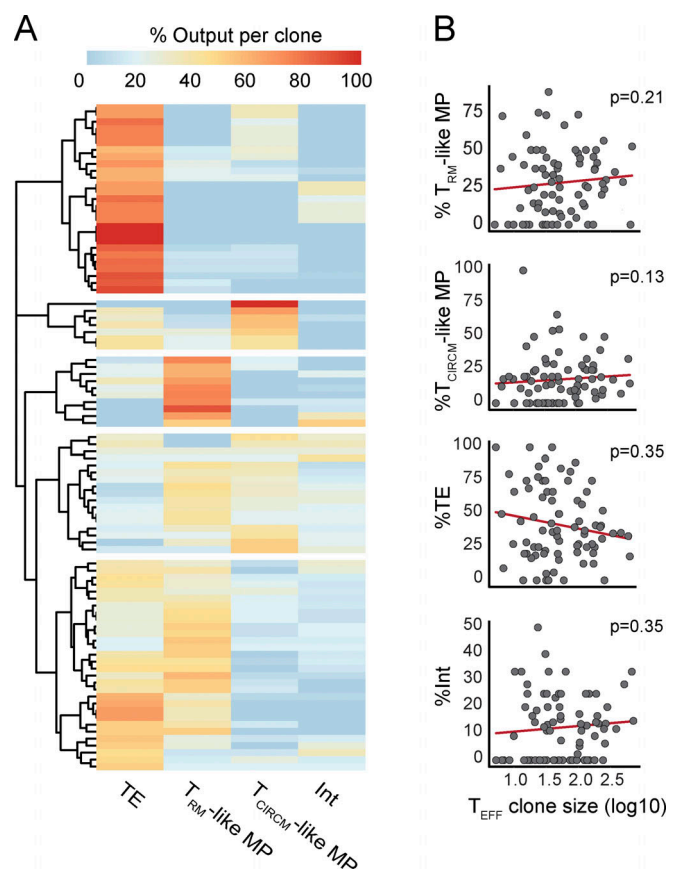 A
% Output per clone
0 20 40 60 80 100
TE
TRM-like MP
TCIRCM-like MP
Int
B
p=0.21
% TRM-like MP
75
50
25
0
p=0.13
%TCIRCM-like MP
100
75
50
25
0
p=0.35
%TE
100
75
50
25
0
p=0.35
%Int
50
40
30
20
10
0
1.0 1.5 2.0 2.5
TEFF clone size (log10)